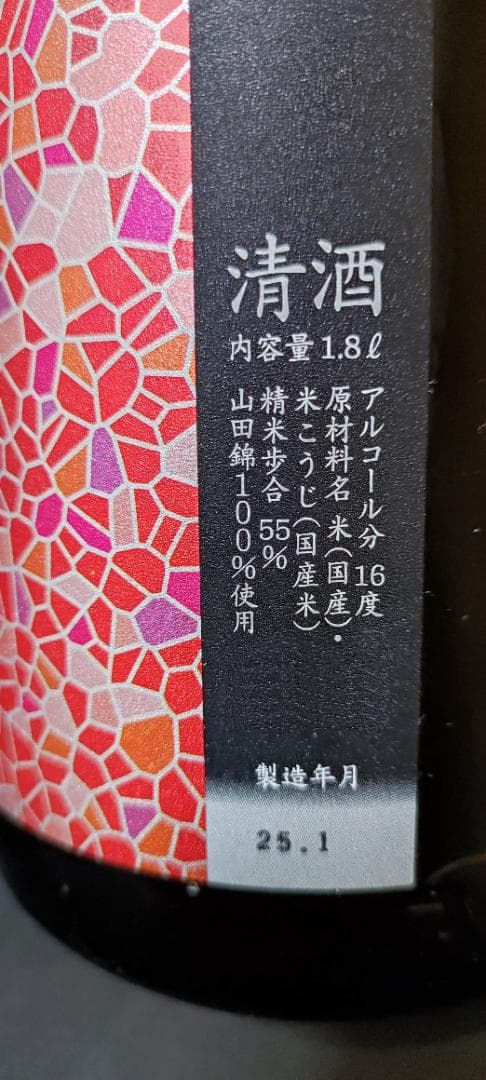 清酒
内容量 1.8ℓ
アルコール分 16度
原材料名 米(国産)・
米こうじ(国産米)
精米歩合 55%
山田錦100%使用
製造年月
25.1